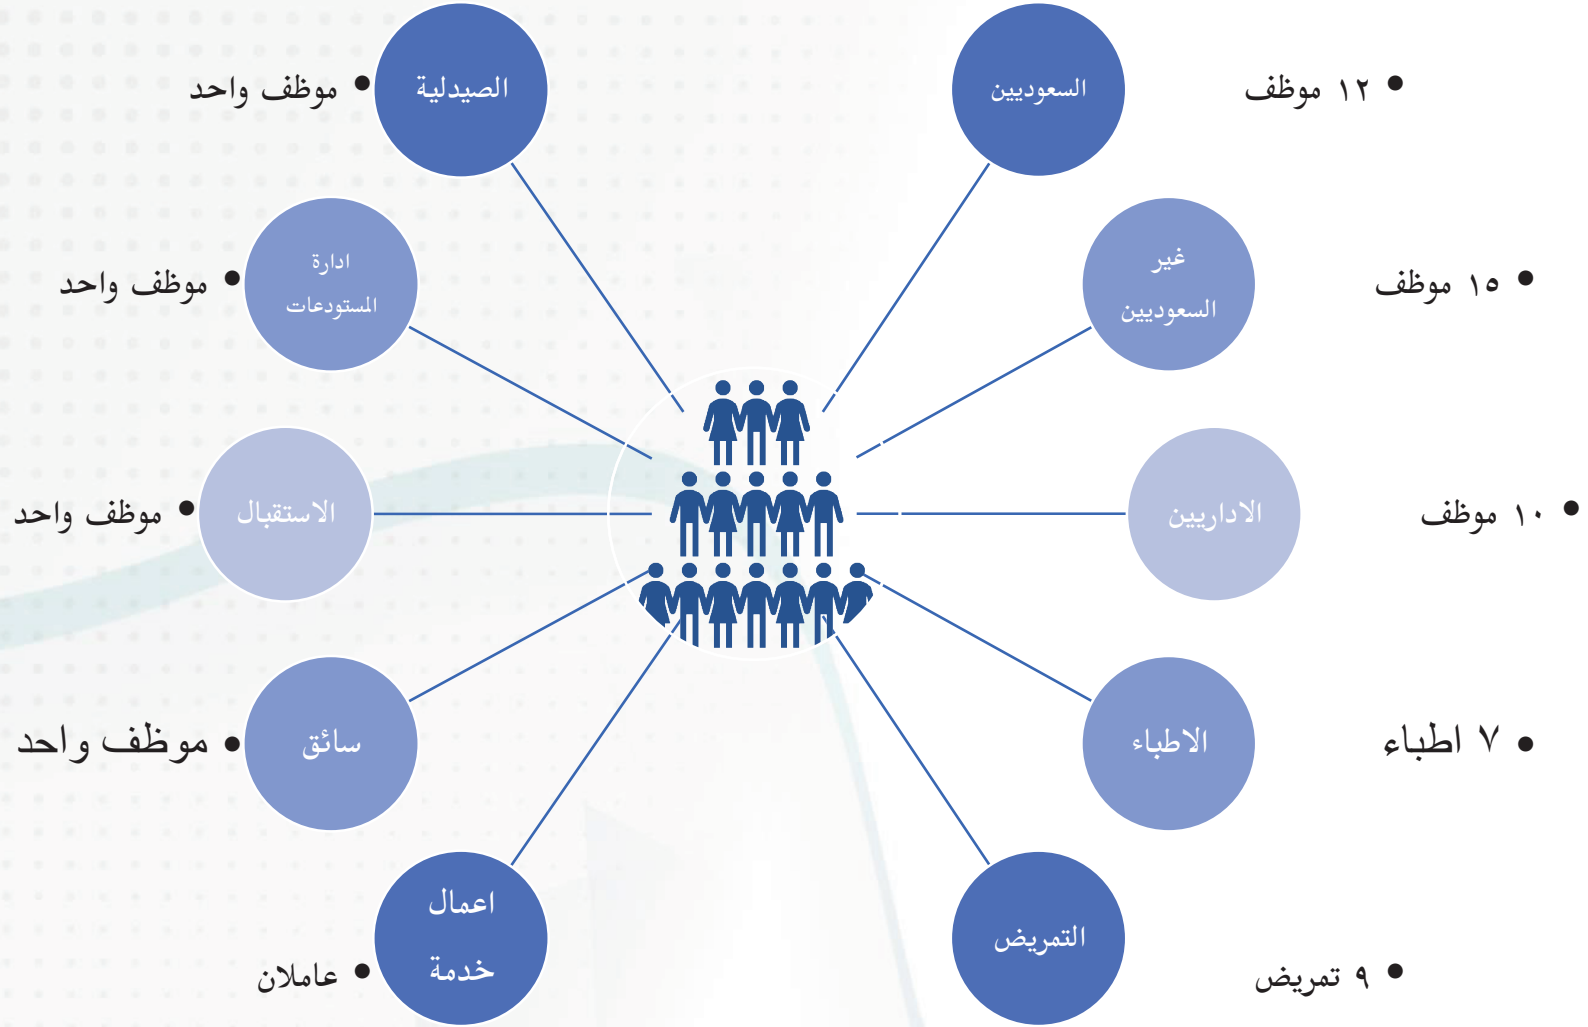 السعوديين
• ١٢ موظف
غير
السعوديين
• ١٥ موظف
الاداريين
• ١٠ موظف
الاطباء
• ٧ اطباء
التمريض
• ٩ تمريض
اعمال
خدمة
• عاملان
سائق
• موظف واحد
الاستقبال
• موظف واحد
ادارة
المستودعات
• موظف واحد
الصيدلية
• موظف واحد